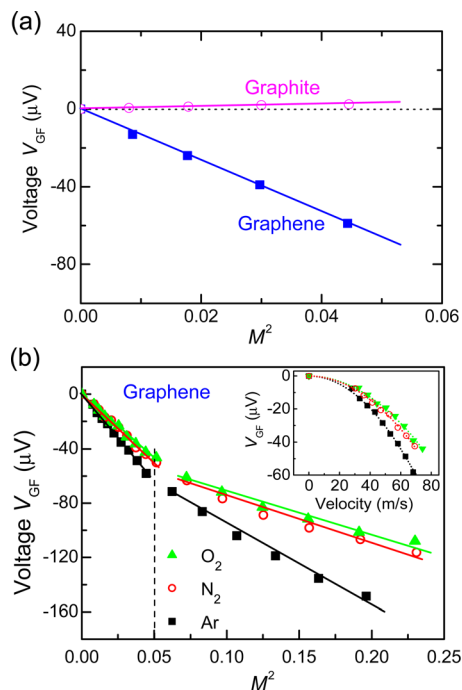 (a)
40
0
-40
-80
Voltage V_GF (μV)
Graphite
Graphene
0.00 0.02 0.04 0.06
M²
(b)
0
-40
-80
-120
-160
Voltage V_GF (μV)
Graphene
0
-20
-40
-60
V_GF (μV)
0 20 40 60 80
Velocity (m/s)
O₂
N₂
Ar
0.00 0.05 0.10 0.15 0.20 0.25
M²